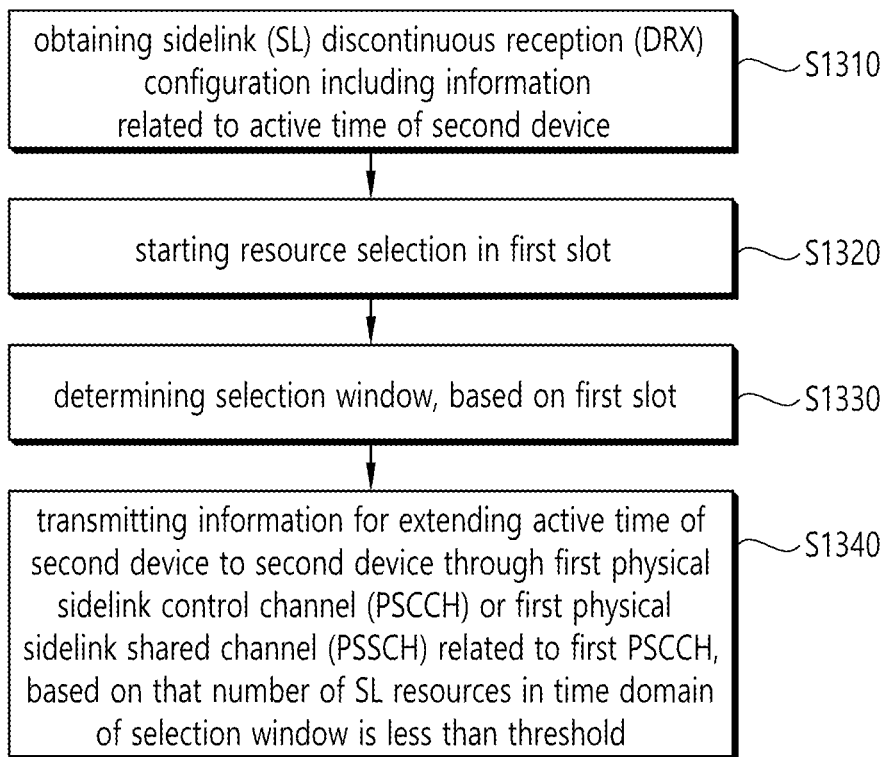 obtaining sidelink (SL) discontinuous reception (DRX)
configuration including information
related to active time of second device
S1310
starting resource selection in first slot
S1320
determining selection window, based on first slot
S1330
transmitting information for extending active time of
second device to second device through first physical
sidelink control channel (PSCCH) or first physical
sidelink shared channel (PSSCH) related to first PSCCH,
based on that number of SL resources in time domain
of selection window is less than threshold
S1340